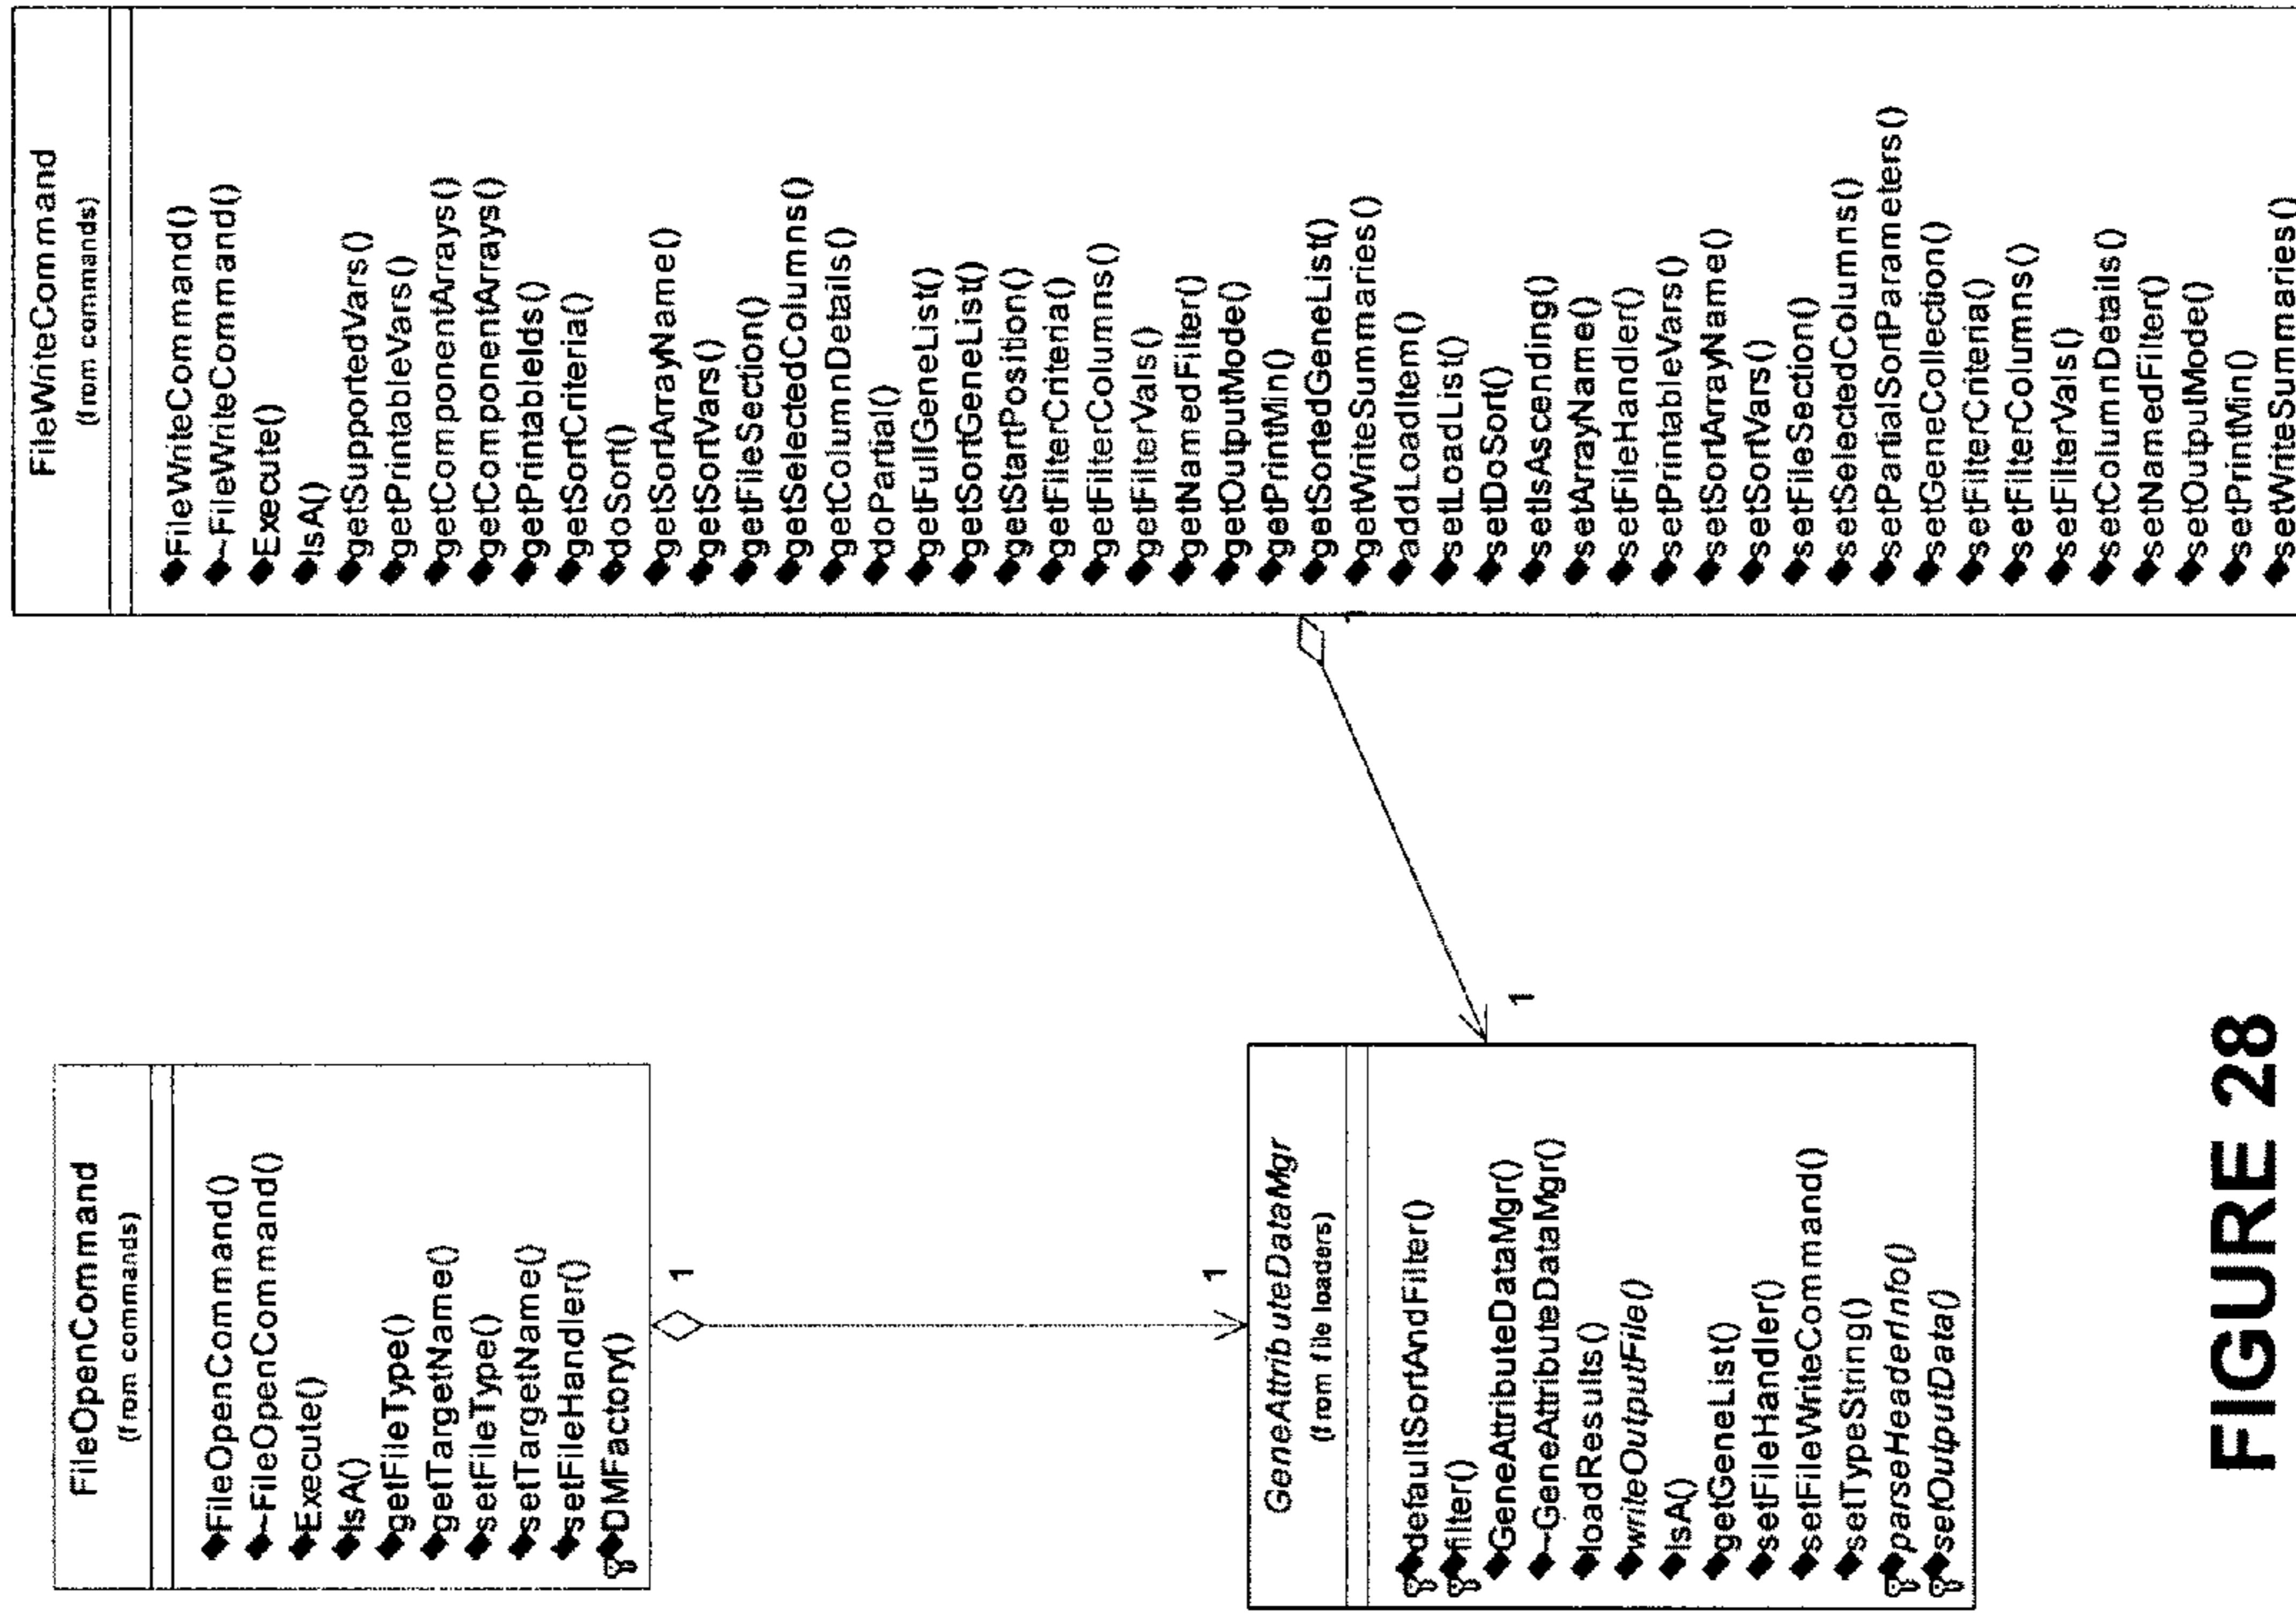 FileOpenCommand
(from commands)
FileOpenCommand()
~FileOpenCommand()
Execute()
IsA()
getFileType()
getTargetName()
setFileType()
setTargetName()
setFileHandler()
DMFactory()
1
1
GeneAttributeDataMgr
(from file loaders)
defaultSortAndFilter()
filter()
GeneAttributeDataMgr()
~GeneAttributeDataMgr()
loadResults()
writeOutputFile()
IsA()
getGeneList()
setFileHandler()
setFileWriteCommand()
setTypeString()
parseHeaderInfo()
setOutputData()
1
FileWriteCommand
(from commands)
FileWriteCommand()
~FileWriteCommand()
Execute()
IsA()
getSupportedVars()
getPrintableVars()
getComponentArrays()
getComponentArrays()
getPrintableIds()
getSortCriteria()
doSort()
getSortArrayName()
getSortVars()
getFileSection()
getSelectedColumns()
getColumnDetails()
doPartial()
getFullGeneList()
getSortGeneList()
getStartPosition()
getFilterCriteria()
getFilterColumns()
getFilterVals()
getNamedFilter()
getOutputMode()
getPrintMin()
getSortedGeneList()
getWriteSummaries()
addLoadItem()
setLoadList()
setDoSort()
setIsAscending()
setArrayName()
setFileHandler()
setPrintableVars()
setSortArrayName()
setSortVars()
setFileSection()
setSelectedColumns()
setPartialSortParameters()
setGeneCollection()
setFilterCriteria()
setFilterColumns()
setFilterVals()
setColumnDetails()
setNamedFilter()
setOutputMode()
setPrintMin()
setWriteSummaries()
FIGURE 28